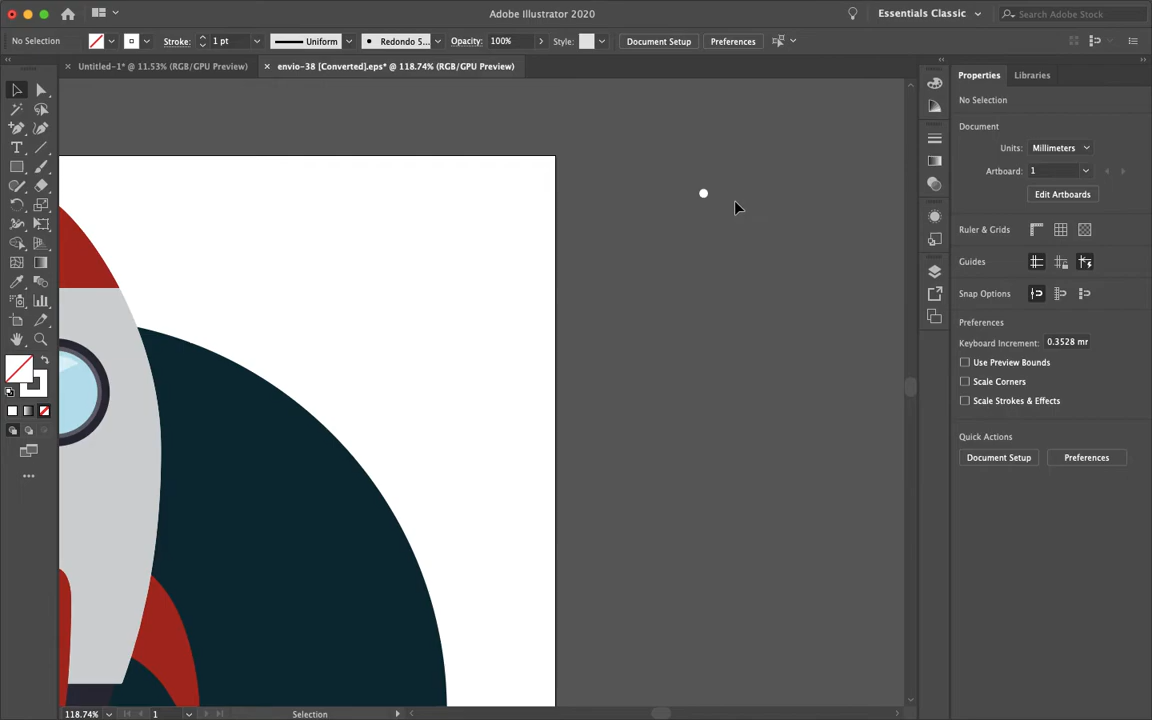 Adobe Illustrator 2020
Essentials Classic
Search Adobe Stock
No Selection
Stroke:
1 pt
Uniform
Redondo 5...
Opacity:
100%
Style:
Document Setup
Preferences
Untitled-1* @ 11.53% (RGB/GPU Preview)
envio-38 [Converted].eps* @ 118.74% (RGB/GPU Preview)
Properties
Libraries
No Selection
Document
Units:
Millimeters
Artboard:
1
Edit Artboards
Ruler & Grids
Guides
Snap Options
Preferences
Keyboard Increment:
0.3528 mr
Use Preview Bounds
Scale Corners
Scale Strokes & Effects
Quick Actions
Document Setup
Preferences
118.74%
1
Selection